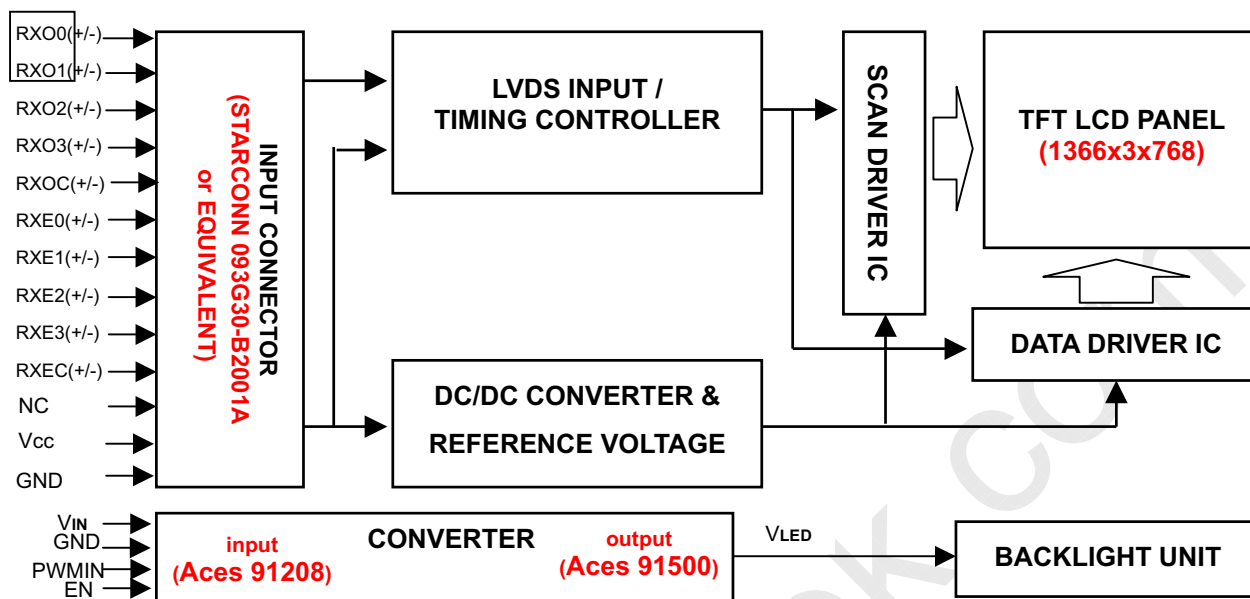 RXO0(+/-)
RXO1(+/-)
RXO2(+/-)
RXO3(+/-)
RXOC(+/-)
RXE0(+/-)
RXE1(+/-)
RXE2(+/-)
RXE3(+/-)
RXEC(+/-)
NC
Vcc
GND
INPUT CONNECTOR
(STARCONN 093G30-B2001A
or EQUIVALENT)
LVDS INPUT /
TIMING CONTROLLER
SCAN DRIVER IC
TFT LCD PANEL
(1366x3x768)
DATA DRIVER IC
DC/DC CONVERTER &
REFERENCE VOLTAGE
VIN
GND
PWMIN
EN
input
(Aces 91208)
CONVERTER
output
(Aces 91500)
VLED
BACKLIGHT UNIT